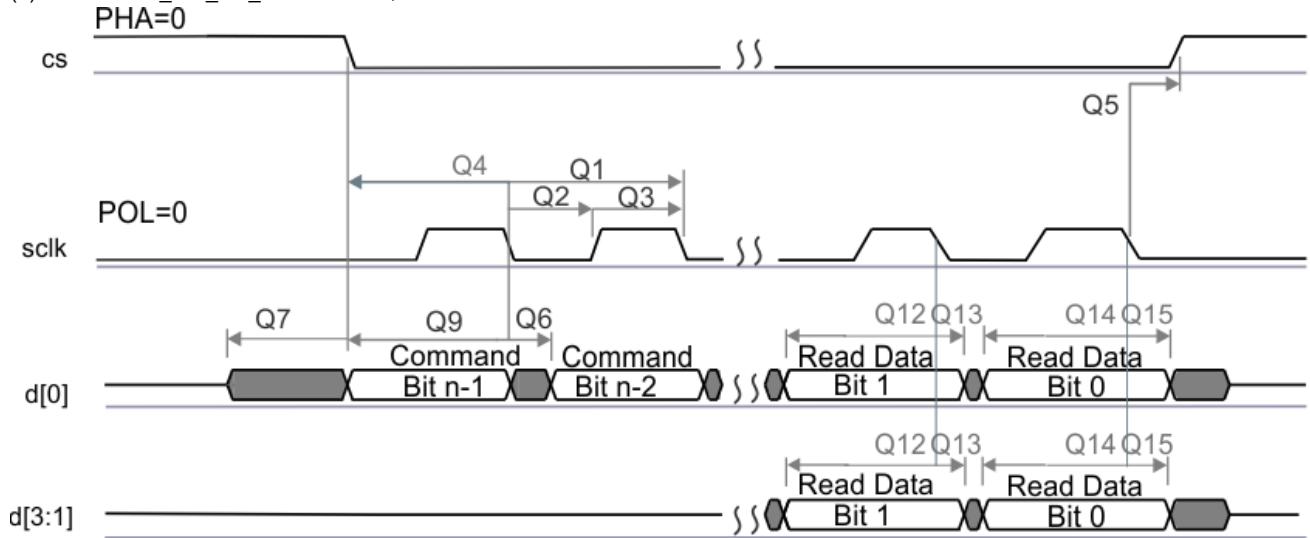 PHA=0
cs
Q5
Q4
Q1
Q2
Q3
POL=0
sclk
Q7
Q9
Q6
Q12 Q13
Q14 Q15
Command
Command
Read Data
Read Data
d[0]
Bit n-1
Bit n-2
Bit 1
Bit 0
Q12 Q13
Q14 Q15
Read Data
Read Data
d[3:1]
Bit 1
Bit 0